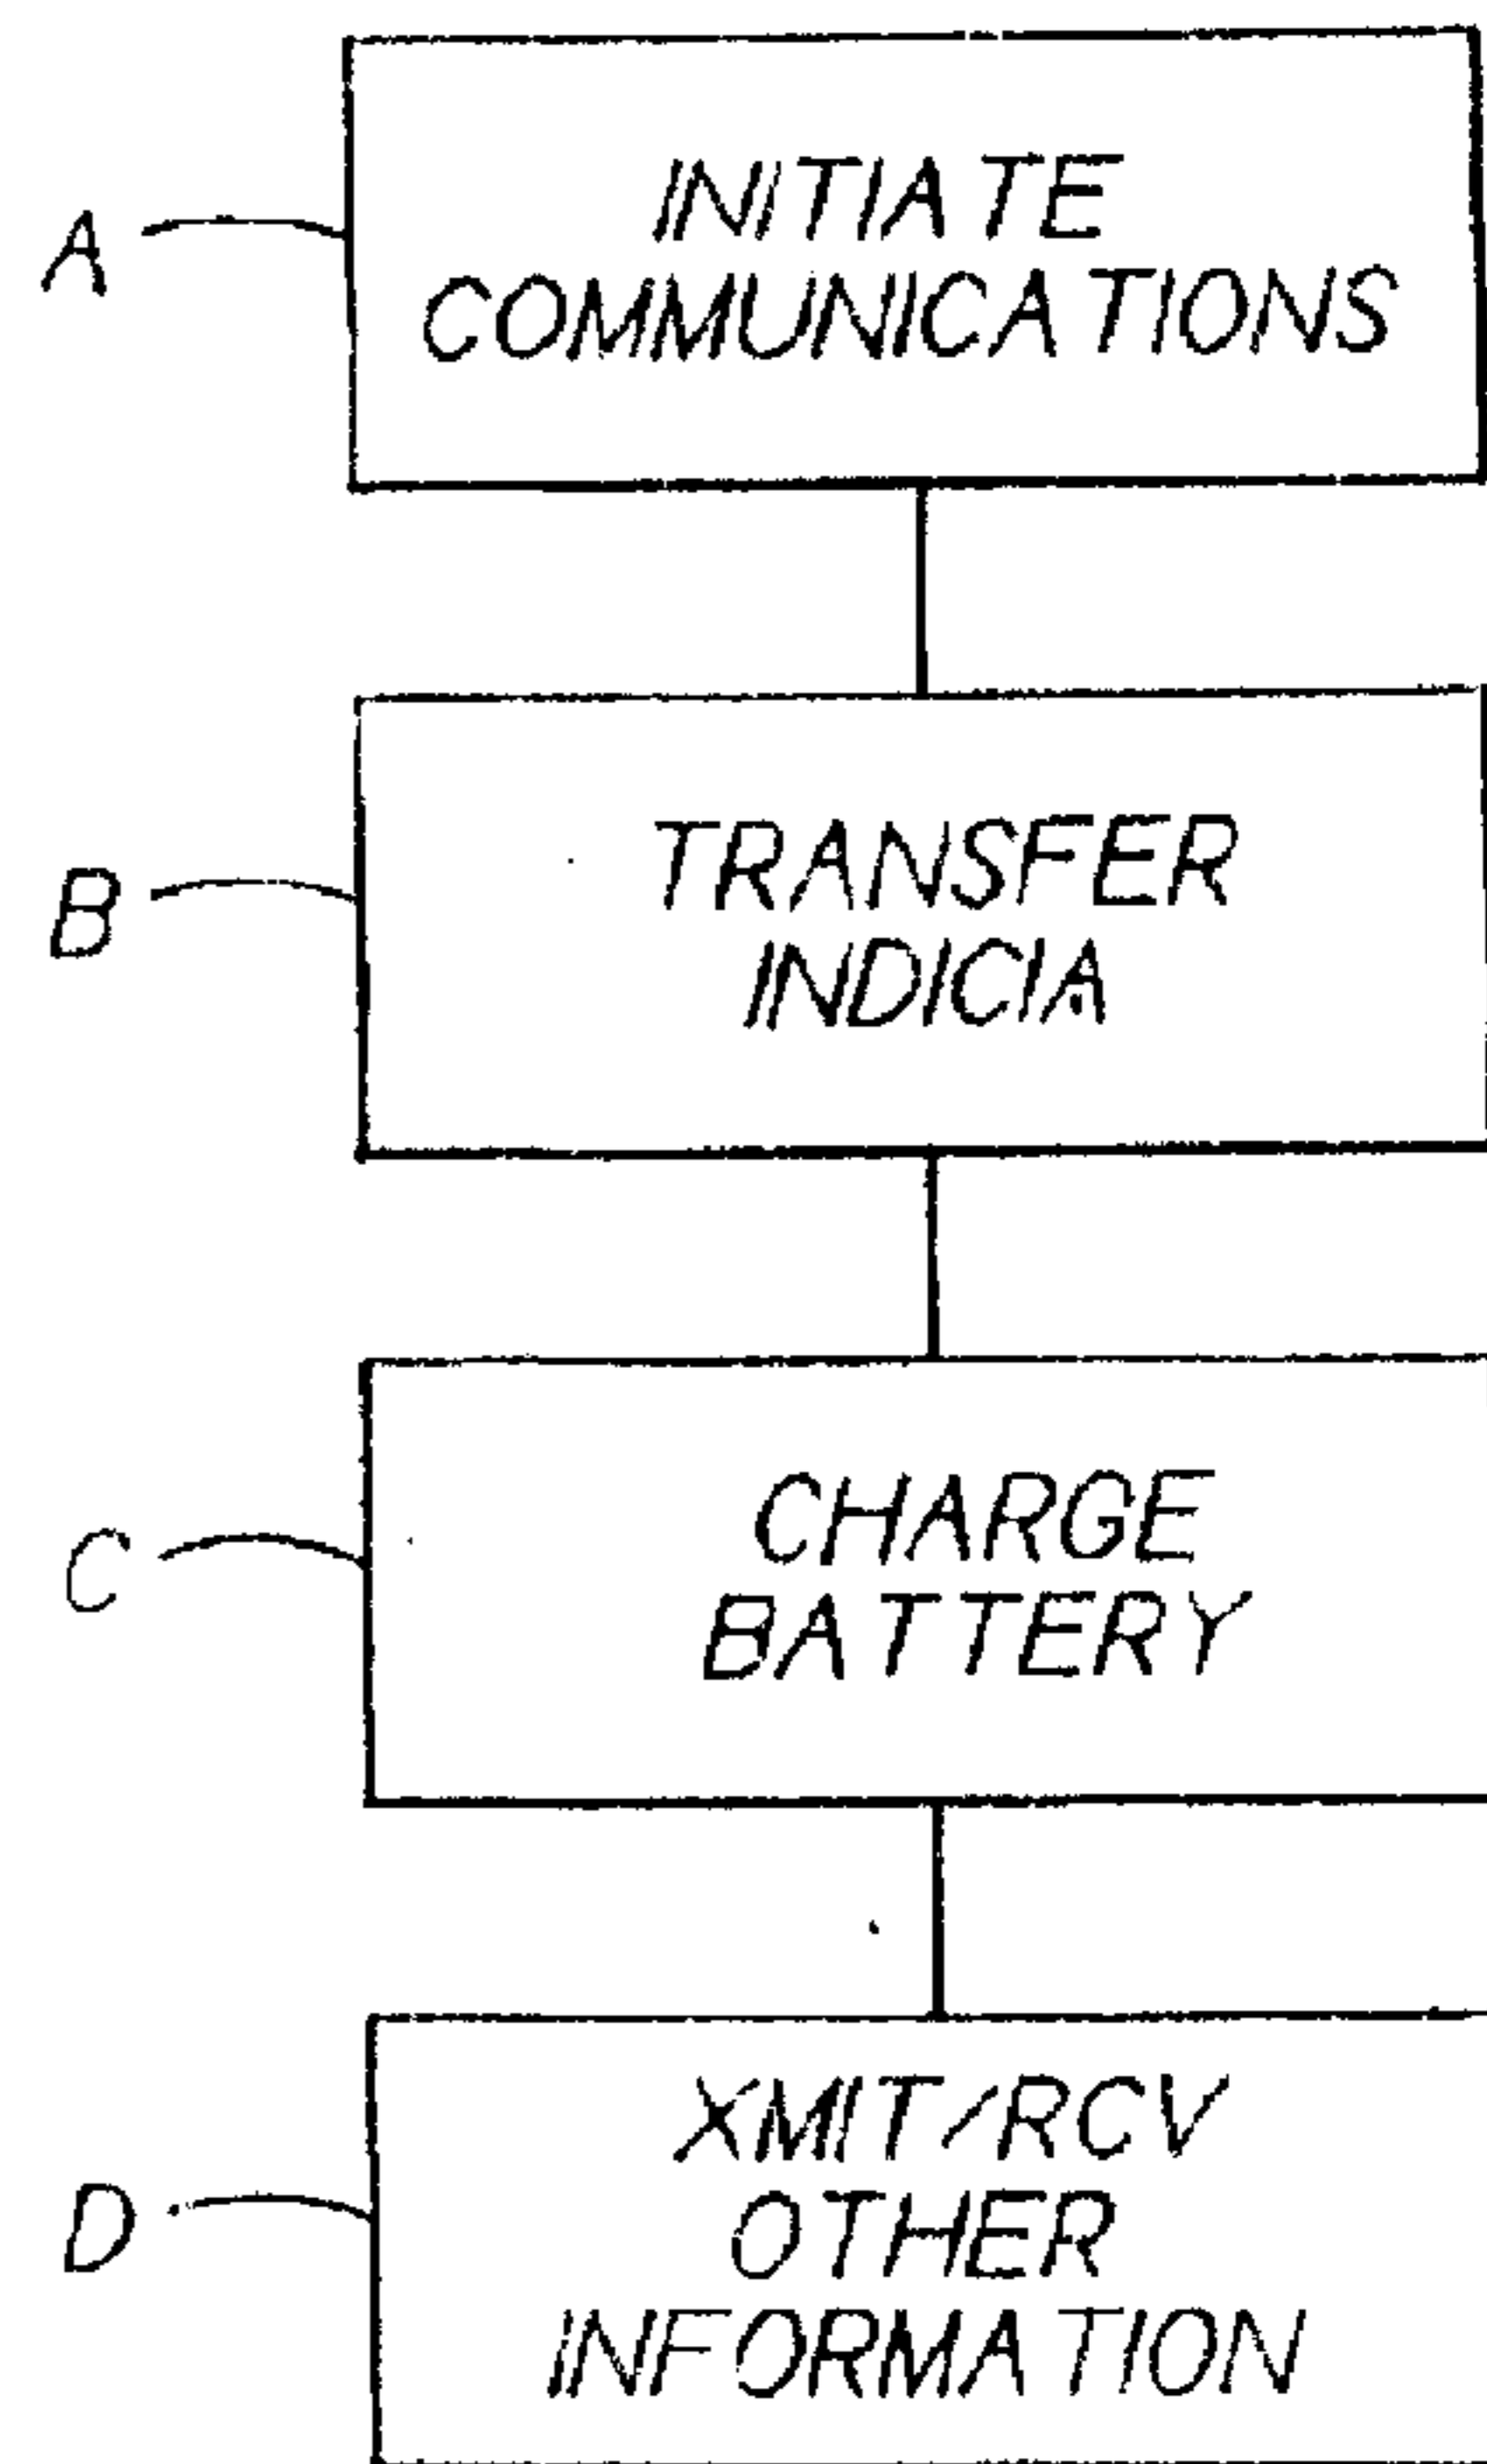 A
INITIATE
COMMUNICATIONS
B
TRANSFER
INDICIA
C
CHARGE
BATTERY
D
XMIT/RCV
OTHER
INFORMATION